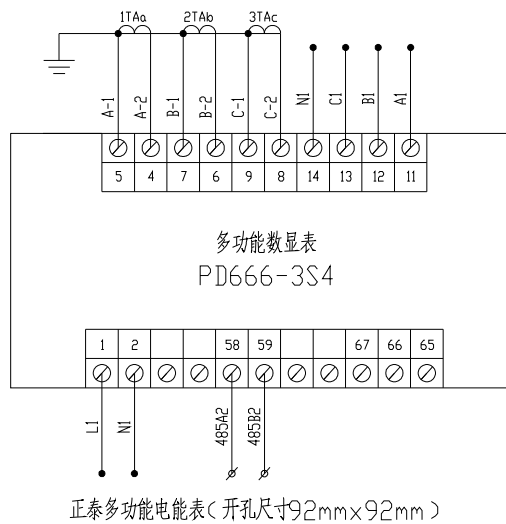 1TAa 2TAb 3TAc
A-1 A-2 B-1 B-2 C-1 C-2 N1 C1 B1 A1
5 4 7 6 9 8 14 13 12 11
多功能数显表
PD666-3S4
1 2 58 59 67 66 65
L1 N1 485A2 485B2
正泰多功能电能表(开孔尺寸92mmx92mm)